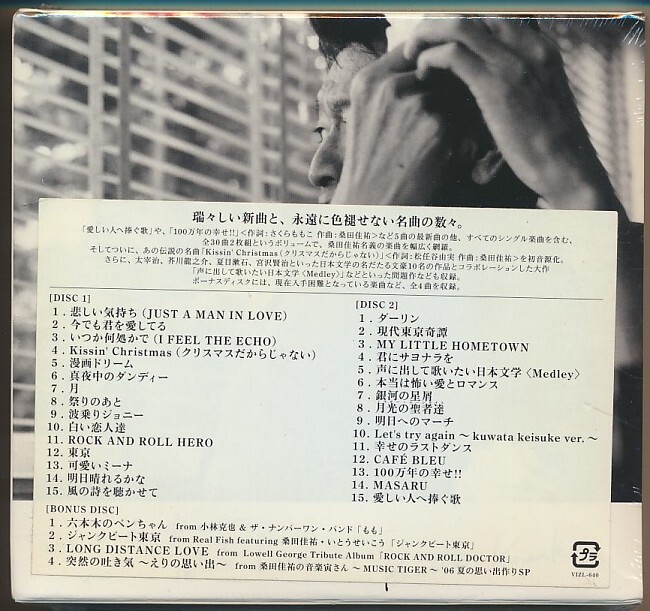 瑞々しい新曲と、永遠に色褪せない名曲の数々。
「愛しい人へ捧ぐ歌」や、「100万年の幸せ!!」<作詞:さくらももこ 作曲:桑田佳祐>など5曲の最新曲の他、すべてのシングル楽曲を含む、
全30曲2枚組というボリュームで、桑田佳祐名義の楽曲を幅広く網羅。
そしてついに、あの伝説の名曲「Kissin' Christmas(クリスマスだからじゃない)」<作詞:松任谷由実 作曲:桑田佳祐>を初音源化。
さらに、太宰治、芥川龍之介、夏目漱石、宮沢賢治といった日本文学の名だたる文豪10名の作品とコラボレーションした大作
「声に出して歌いたい日本文学〈Medley〉」などといった問題作なども収録。
ボーナスディスクには、現在入手困難となっている楽曲など、全4曲を収録。
[DISC 1]
1. 悲しい気持ち (JUST A MAN IN LOVE)
2. 今でも君を愛してる
3. いつか何処かで (I FEEL THE ECHO)
4. Kissin' Christmas (クリスマスだからじゃない)
5. 漫画ドリーム
6. 真夜中のダンディー
7. 月
8. 祭りのあと
9. 波乗りジョニー
10. 白い恋人達
11. ROCK AND ROLL HERO
12. 東京
13. 可愛いミーナ
14. 明日晴れるかな
15. 風の詩を聴かせて
[DISC 2]
1. ダーリン
2. 現代東京奇譚
3. MY LITTLE HOMETOWN
4. 君にサヨナラを
5. 声に出して歌いたい日本文学〈Medley〉
6. 本当は怖い愛とロマンス
7. 銀河の星屑
8. 月光の聖者達
9. 明日へのマーチ
10. Let's try again ～ kuwata keisuke ver. ～
11. 幸せのラストダンス
12. CAFÉ BLEU
13. 100万年の幸せ!!
14. MASARU
15. 愛しい人へ捧ぐ歌
[BONUS DISC]
1. 六本木のベンちゃん from 小林克也 & ザ・ナンバーワン・バンド「もも」
2. ジャンクビート東京 from Real Fish featuring 桑田佳祐・いとうせいこう「ジャンクビート東京」
3. LONG DISTANCE LOVE from Lowell George Tribute Album「ROCK AND ROLL DOCTOR」
4. 突然の吐き気 ～えりの思い出～ from 桑田佳祐の音楽寅さん ～ MUSIC TIGER ～ '06 夏の思い出作りSP
VIZL-640